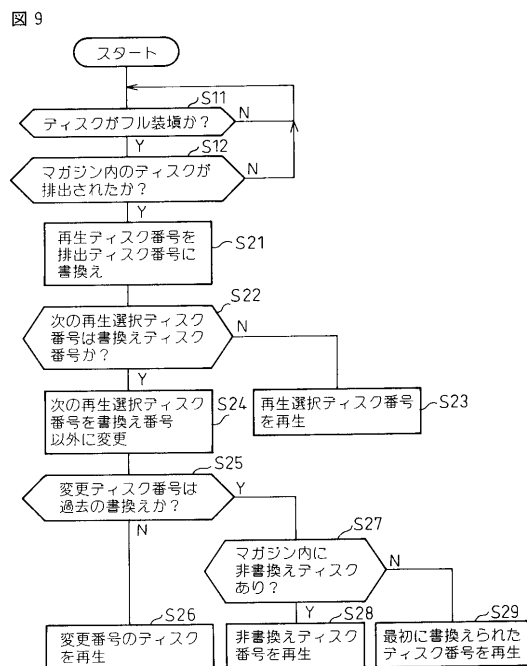 図9
スタート
S11
ディスクがフル装塡か?
N
Y
S12
マガジン内のディスクが
排出されたか?
N
Y
再生ディスク番号を
排出ディスク番号に
書換え
S21
S22
次の再生選択ディスク
番号は書換えディスク
番号か?
N
Y
次の再生選択ディスク
番号を書換え番号
以外に変更
S24
再生選択ディスク番号
を再生
S23
S25
変更ディスク番号は
過去の書換えか?
Y
N
S27
マガジン内に
非書換えディスク
あり?
N
Y
S26
変更番号のディスク
を再生
S28
非書換えディスク
番号を再生
S29
最初に書換えられた
ディスク番号を再生